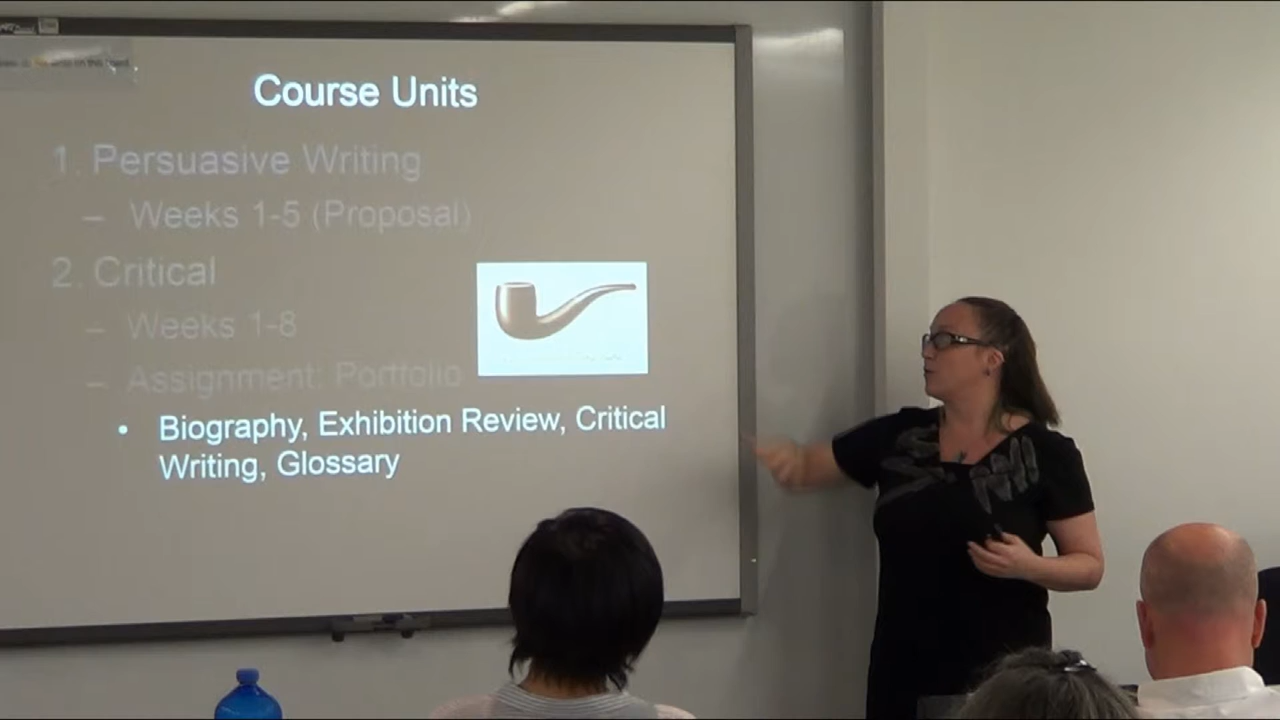 Course Units
1. Persuasive Writing
– Weeks 1-5 (Proposal)
2. Critical
– Weeks 1-8
– Assignment: Portfolio
• Biography, Exhibition Review, Critical
Writing, Glossary